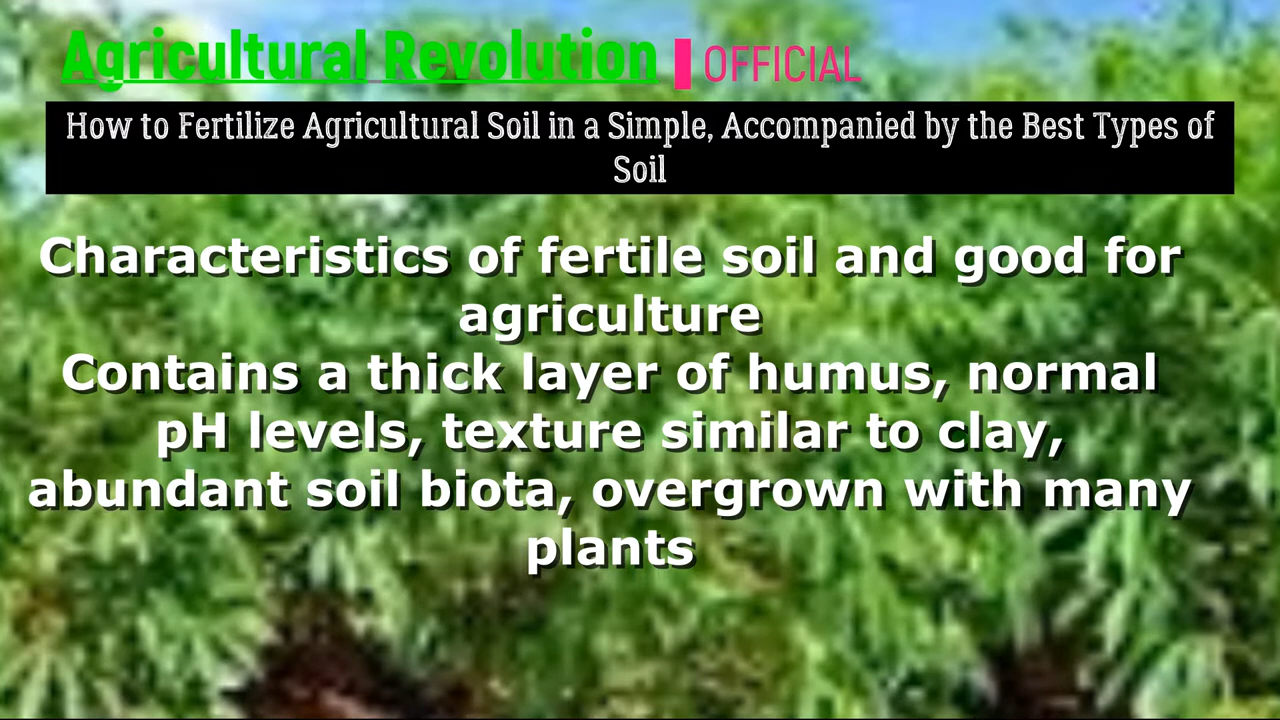 Agricultural Revolution OFFICIAL
How to Fertilize Agricultural Soil in a Simple, Accompanied by the Best Types of
Soil
Characteristics of fertile soil and good for
agriculture
Contains a thick layer of humus, normal
pH levels, texture similar to clay,
abundant soil biota, overgrown with many
plants